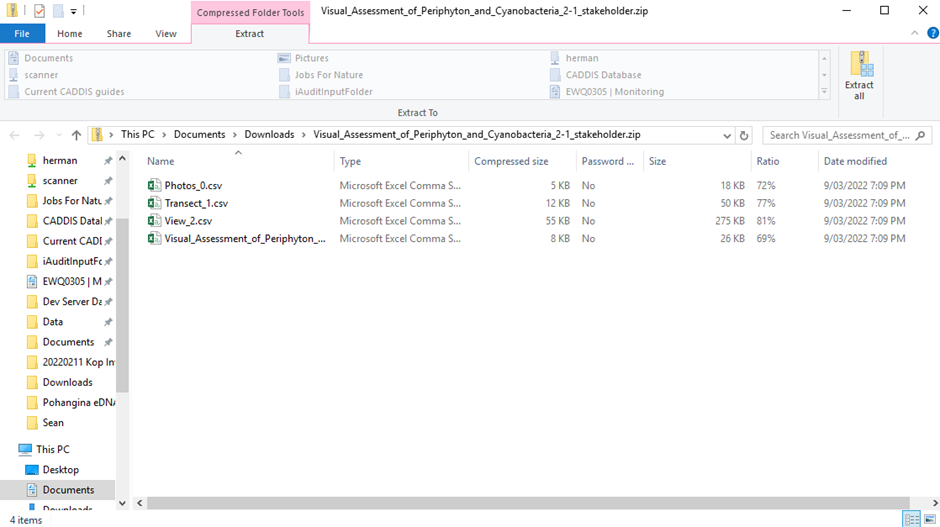 Compressed Folder Tools
Visual_Assessment_of_Periphyton_and_Cyanobacteria_2-1_stakeholder.zip
File Home Share View Extract
Documents Pictures herman
scanner Jobs For Nature CADDIS Database
Current CADDIS guides iAuditInputFolder EWQ0305 | Monitoring
Extract all
Extract To
This PC > Documents > Downloads > Visual_Assessment_of_Periphyton_and_Cyanobacteria_2-1_stakeholder.zip
Search Visual_Assessment_of_...
herman
scanner
Jobs For Natu
CADDIS Datal
Current CADD
iAuditInputFo
EWQ0305 | M
Dev Server Da
Data
Documents
20220211 Kop In
Downloads
Pohangina eDNA
Sean
This PC
Desktop
Documents
Downloads
Name Type Compressed size Password ... Size Ratio Date modified
Photos_0.csv Microsoft Excel Comma S... 5 KB No 18 KB 72% 9/03/2022 7:09 PM
Transect_1.csv Microsoft Excel Comma S... 12 KB No 50 KB 77% 9/03/2022 7:09 PM
View_2.csv Microsoft Excel Comma S... 55 KB No 275 KB 81% 9/03/2022 7:09 PM
Visual_Assessment_of_Periphyton_... Microsoft Excel Comma S... 8 KB No 26 KB 69% 9/03/2022 7:09 PM
4 items